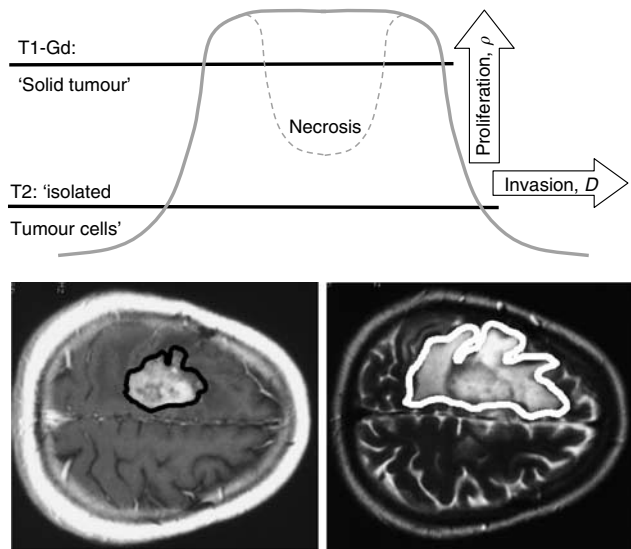 T1-Gd:
‘Solid tumour’
Necrosis
Proliferation, ρ
T2: ‘isolated
Tumour cells’
Invasion, D